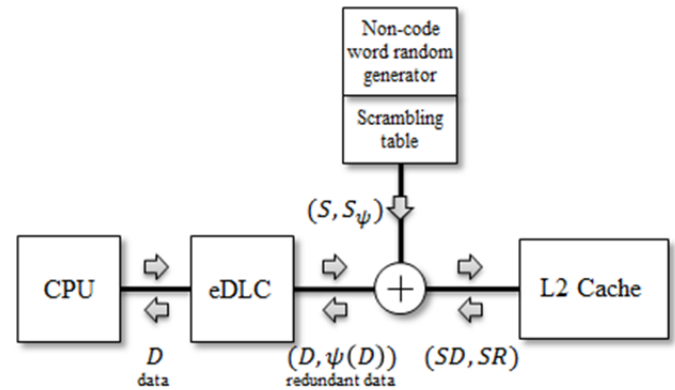 Non-code
word random
generator
Scrambling
table
(S, S_ψ)
CPU
eDLC
+
L2 Cache
D
data
(D, ψ(D))
redundant data
(SD, SR)